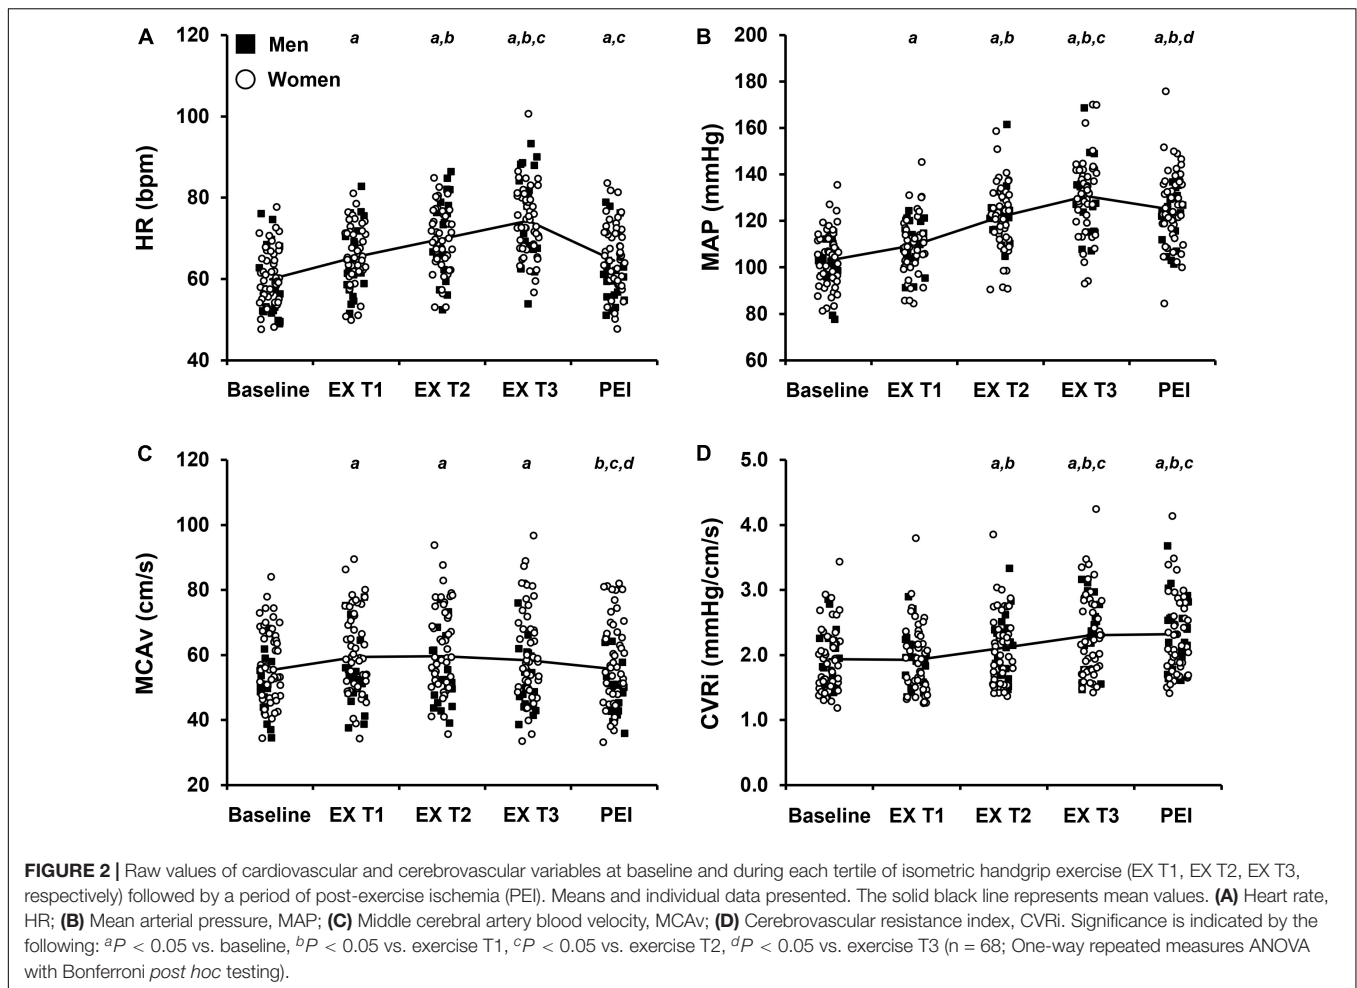 A
HR (bpm)
120
100
80
60
40
Men
Women
a
a,b
a,b,c
a,c
Baseline
EX T1
EX T2
EX T3
PEI
B
MAP (mmHg)
200
180
160
140
120
100
80
60
a
a,b
a,b,c
a,b,d
Baseline
EX T1
EX T2
EX T3
PEI
C
MCAv (cm/s)
120
100
80
60
40
20
a
a
a
b,c,d
Baseline
EX T1
EX T2
EX T3
PEI
D
CVRi (mmHg/cm/s)
5.0
4.0
3.0
2.0
1.0
0.0
a,b
a,b,c
a,b,c
Baseline
EX T1
EX T2
EX T3
PEI
FIGURE 2 | Raw values of cardiovascular and cerebrovascular variables at baseline and during each tertile of isometric handgrip exercise (EX T1, EX T2, EX T3,
respectively) followed by a period of post-exercise ischemia (PEI). Means and individual data presented. The solid black line represents mean values. (A) Heart rate,
HR; (B) Mean arterial pressure, MAP; (C) Middle cerebral artery blood velocity, MCAv; (D) Cerebrovascular resistance index, CVRi. Significance is indicated by the
following: aP < 0.05 vs. baseline, bP < 0.05 vs. exercise T1, cP < 0.05 vs. exercise T2, dP < 0.05 vs. exercise T3 (n = 68; One-way repeated measures ANOVA
with Bonferroni post hoc testing).